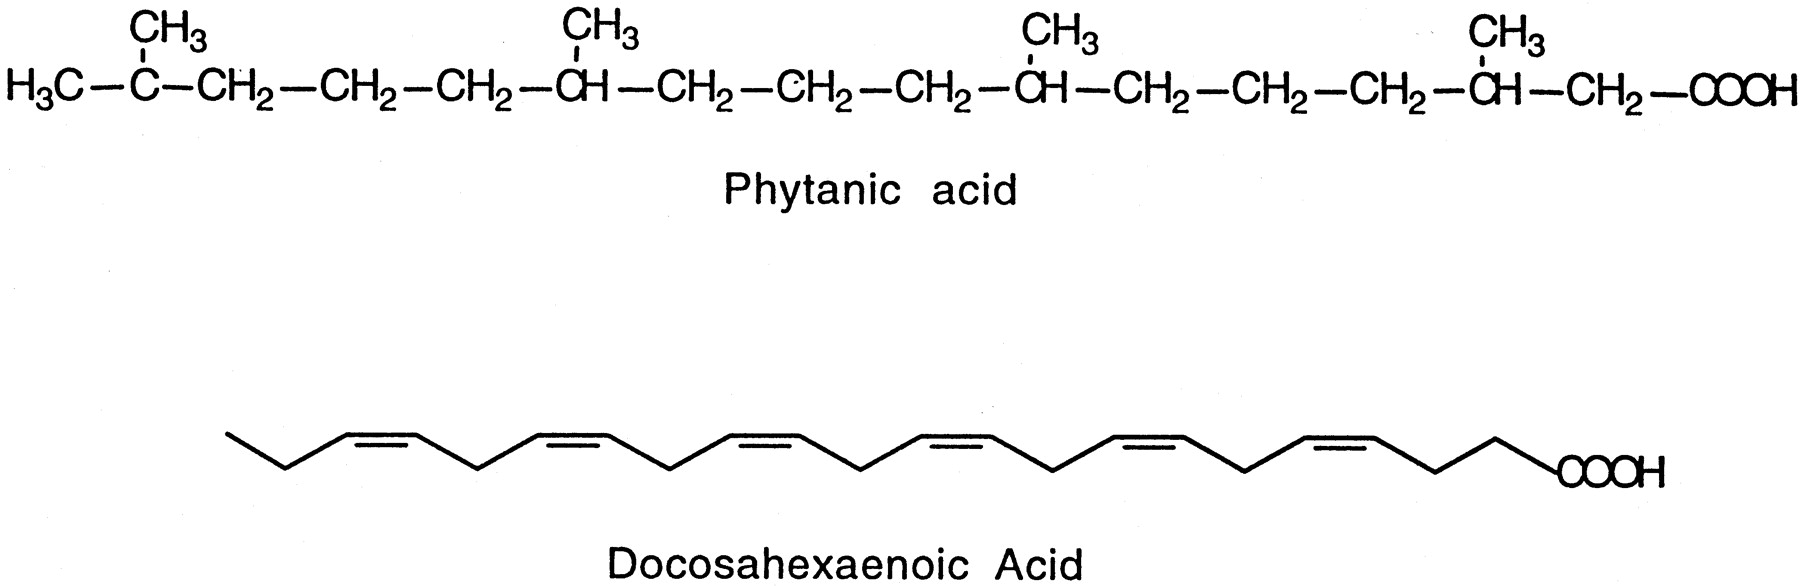 CH3 CH3 CH3 CH3
H3C–C–CH2–CH2–CH2–CH–CH2–CH2–CH2–CH–CH2–CH2–CH2–CH–CH2–COOH
Phytanic acid
COOH
Docosahexaenoic Acid